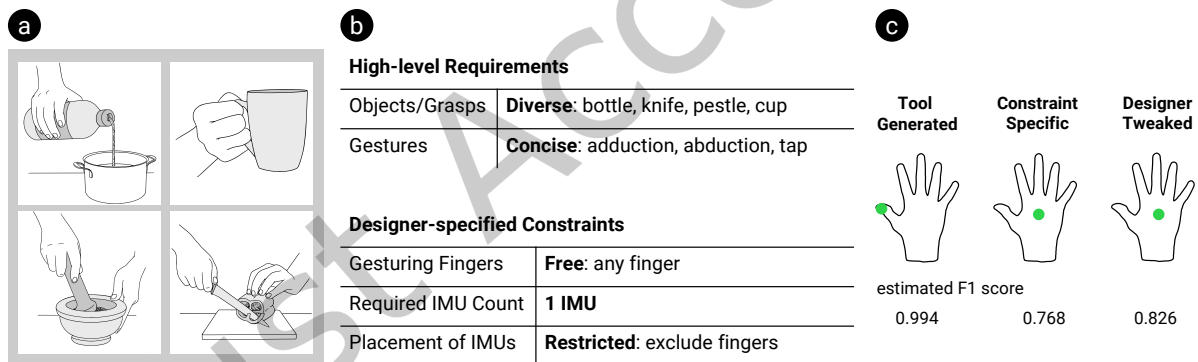 a
b
c
High-level Requirements
Objects/Grasps Diverse: bottle, knife, pestle, cup
Gestures Concise: adduction, abduction, tap
Designer-specified Constraints
Gesturing Fingers Free: any finger
Required IMU Count 1 IMU
Placement of IMUs Restricted: exclude fingers
Tool Constraint Designer
Generated Specific Tweaked
estimated F1 score
0.994 0.768 0.826
ust Acce